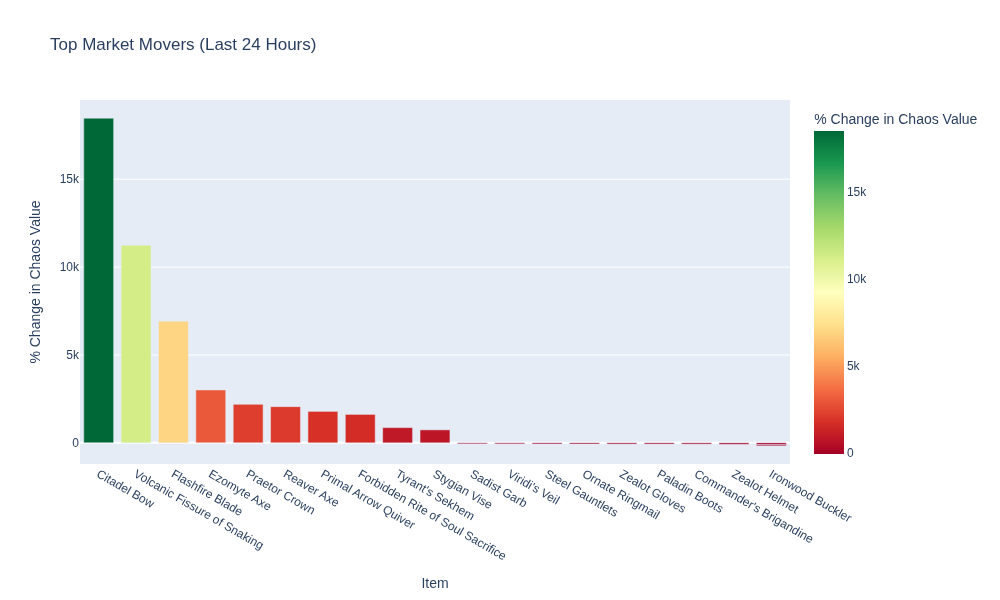 Top Market Movers (Last 24 Hours)
% Change in Chaos Value
15k
10k
5k
0
Citadel Bow
Volcanic Fissure of Snaking
Flashfire Blade
Ezomyte Axe
Praetor Crown
Reaver Axe
Primal Arrow Quiver
Forbidden Rite of Soul Sacrifice
Tyrant's Sekhem
Stygian Vise
Sadist Garb
Viridi's Veil
Steel Gauntlets
Ornate Ringmail
Zealot Gloves
Paladin Boots
Commander's Brigandine
Zealot Helmet
Ironwood Buckler
Item
% Change in Chaos Value
15k
10k
5k
0